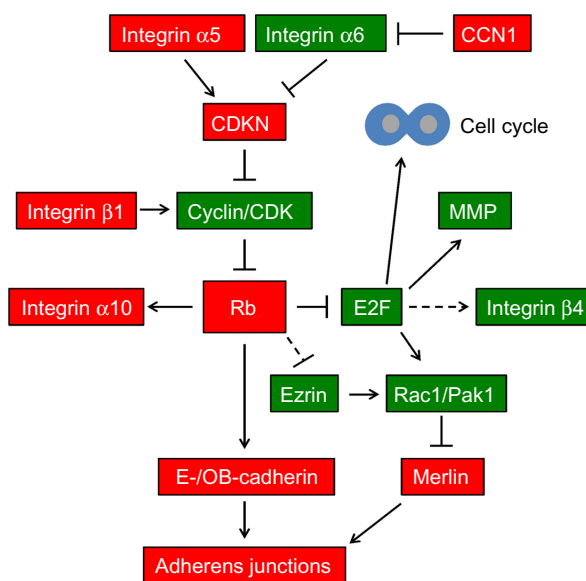 Integrin α5
Integrin α6
CCN1
CDKN
Cell cycle
Integrin β1
Cyclin/CDK
MMP
Integrin α10
Rb
E2F
Integrin β4
Ezrin
Rac1/Pak1
E-/OB-cadherin
Merlin
Adherens junctions